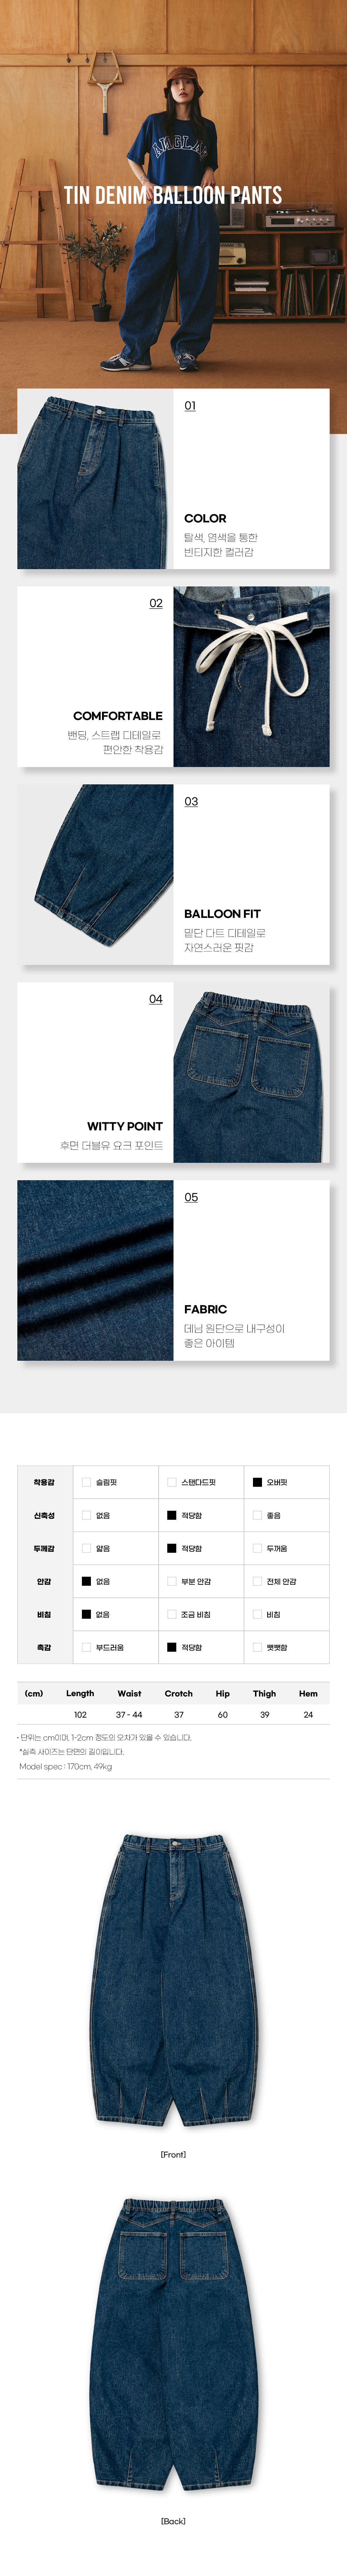 ANGLAN
TIN DENIM BALLOON PANTS
01
COLOR
탈색, 염색을 통한
빈티지한 컬러감
02
COMFORTABLE
밴딩, 스트랩 디테일로
편안한 착용감
03
BALLOON FIT
밑단 다트 디테일로
자연스러운 핏감
04
WITTY POINT
후면 더블유 요크 포인트
05
FABRIC
데님 원단으로 내구성이
좋은 아이템
착용감 슬림핏 스탠다드핏 오버핏
신축성 없음 적당함 좋음
두께감 얇음 적당함 두꺼움
안감 없음 부분 안감 전체 안감
비침 없음 조금 비침 비침
촉감 부드러움 적당함 뻣뻣함
(cm) Length Waist Crotch Hip Thigh Hem
102 37 - 44 37 60 39 24
• 단위는 cm이며, 1-2cm 정도의 오차가 있을 수 있습니다.
*실측 사이즈는 단면의 길이입니다.
Model spec : 170cm, 49kg
[Front]
[Back]